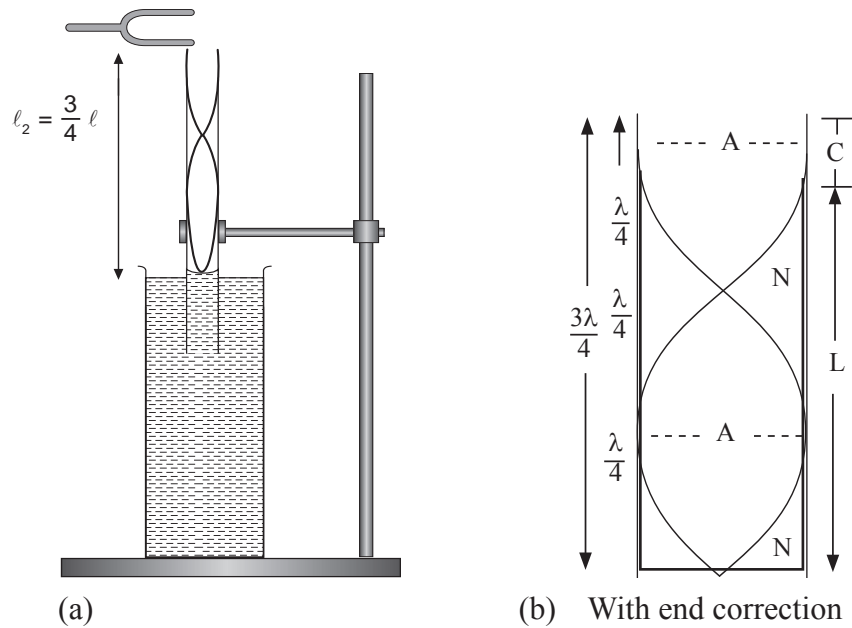 ℓ₂ = 3/4 ℓ
(a)
A
C
λ/4
N
λ/4
3λ/4
L
A
λ/4
N
(b) With end correction